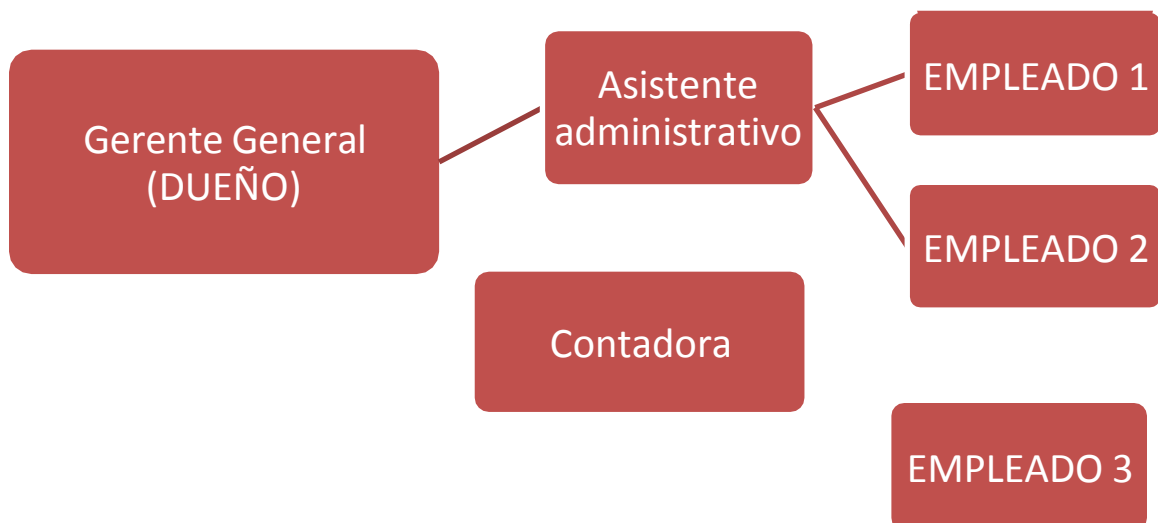 Gerente General
(DUEÑO)
Asistente
administrativo
EMPLEADO 1
EMPLEADO 2
Contadora
EMPLEADO 3